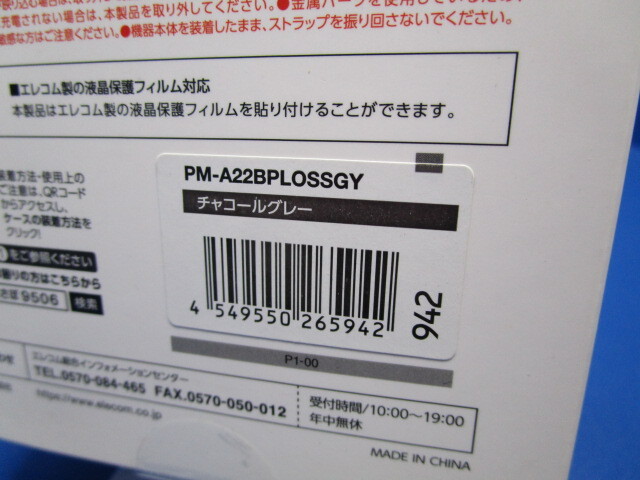 充電されない場合は、本製品を取り外してください。●金属パーツを使用しているため
敏感な方はご注意ください。●機器本体を装着したまま、ストラップを振り回さないでください。
■エレコム製の液晶保護フィルム対応
本製品はエレコム製の液晶保護フィルムを貼り付けることができます。
装着方法・使用上の
ご注意は、QRコード
からアクセスし、
ケースの装着方法を
クリック!
をご参照ください
お困りの方はこちらから
9506 検索
PM-A22BPLOSSGY
チャコールグレー
4 549550 265942
942
P1-00
エレコム総合インフォメーションセンター
TEL.0570-084-465 FAX.0570-050-012
https://www.elecom.co.jp
受付時間/10:00～19:00
年中無休
MADE IN CHINA